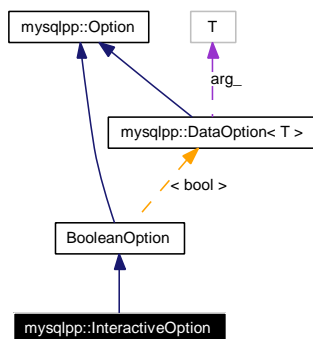 mysqlpp::Option
T
arg_
mysqlpp::DataOption< T >
< bool >
BooleanOption
mysqlpp::InteractiveOption